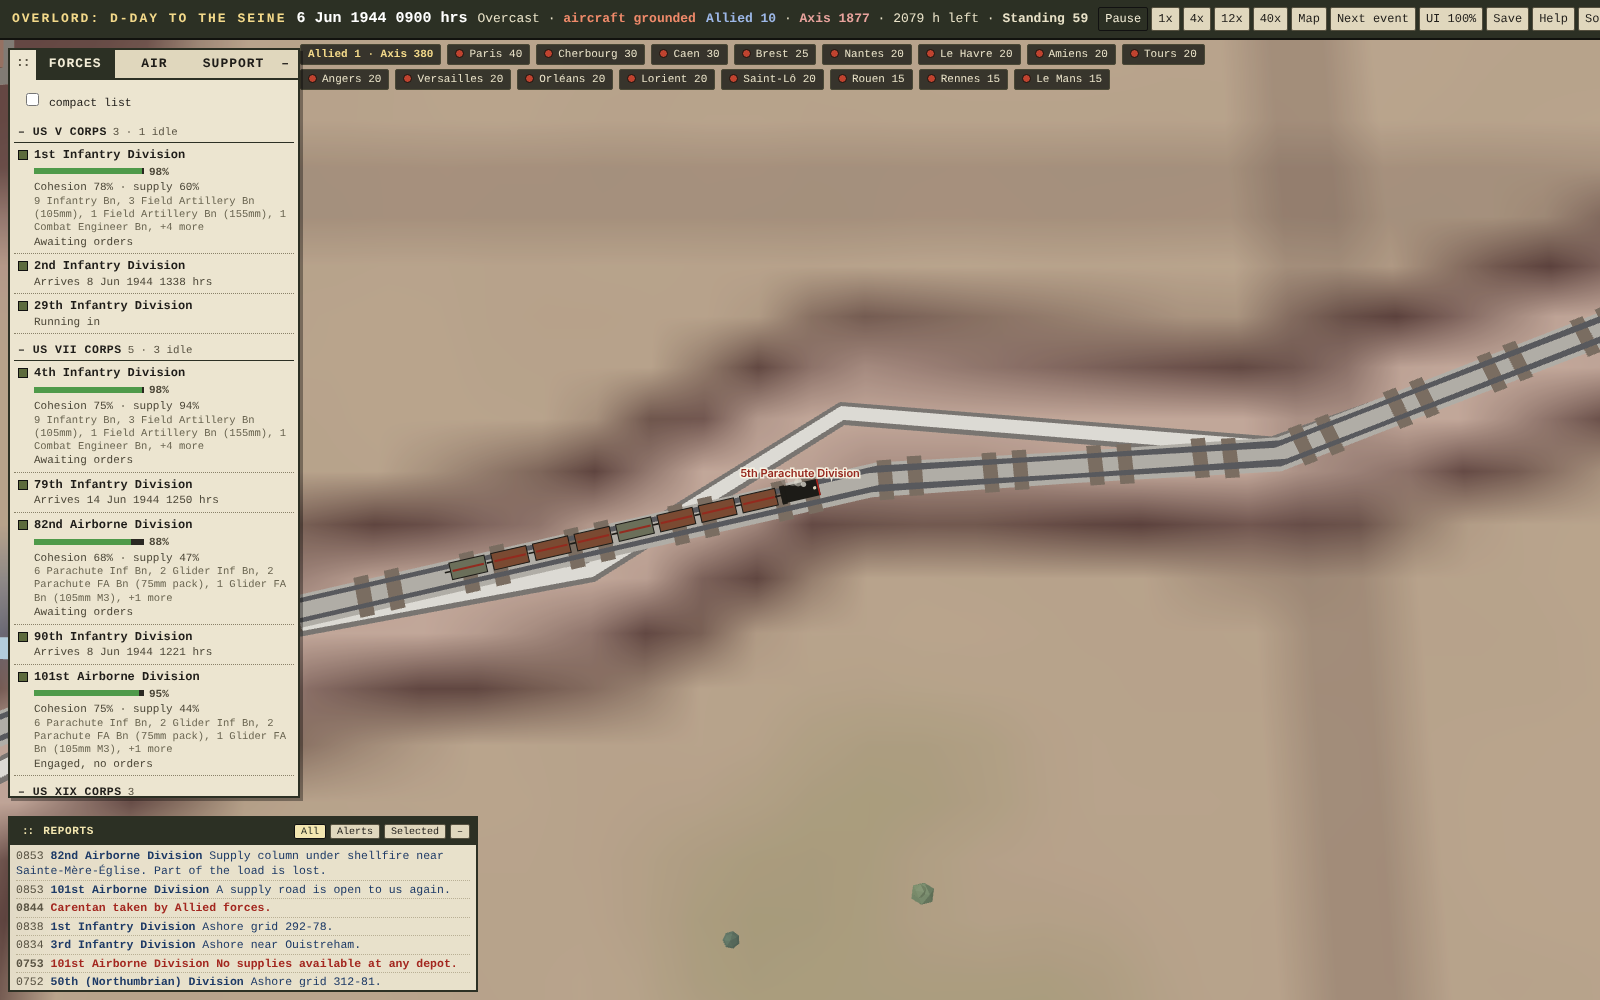 OVERLORD: D-DAY TO THE SEINE 6 Jun 1944 0900 hrs Overcast · aircraft grounded Allied 10 · Axis 1877 · 2079 h left · Standing 59 Pause 1x 4x 12x 40x Map Next event UI 100% Save Help So
Allied 1 · Axis 380 Paris 40 Cherbourg 30 Caen 30 Brest 25 Nantes 20 Le Havre 20 Amiens 20 Tours 20
Angers 20 Versailles 20 Orléans 20 Lorient 20 Saint-Lô 20 Rouen 15 Rennes 15 Le Mans 15
:: FORCES AIR SUPPORT –
compact list
– US V CORPS 3 · 1 idle
1st Infantry Division
98%
Cohesion 78% · supply 60%
9 Infantry Bn, 3 Field Artillery Bn
(105mm), 1 Field Artillery Bn (155mm), 1
Combat Engineer Bn, +4 more
Awaiting orders
2nd Infantry Division
Arrives 8 Jun 1944 1338 hrs
29th Infantry Division
Running in
– US VII CORPS 5 · 3 idle
4th Infantry Division
98%
Cohesion 75% · supply 94%
9 Infantry Bn, 3 Field Artillery Bn
(105mm), 1 Field Artillery Bn (155mm), 1
Combat Engineer Bn, +4 more
Awaiting orders
79th Infantry Division
Arrives 14 Jun 1944 1250 hrs
82nd Airborne Division
88%
Cohesion 68% · supply 47%
6 Parachute Inf Bn, 2 Glider Inf Bn, 2
Parachute FA Bn (75mm pack), 1 Glider FA
Bn (105mm M3), +1 more
Awaiting orders
90th Infantry Division
Arrives 8 Jun 1944 1221 hrs
101st Airborne Division
95%
Cohesion 75% · supply 44%
6 Parachute Inf Bn, 2 Glider Inf Bn, 2
Parachute FA Bn (75mm pack), 1 Glider FA
Bn (105mm M3), +1 more
Engaged, no orders
– US XIX CORPS 3
5th Parachute Division
:: REPORTS All Alerts Selected –
0853 82nd Airborne Division Supply column under shellfire near
Sainte-Mère-Église. Part of the load is lost.
0853 101st Airborne Division A supply road is open to us again.
0844 Carentan taken by Allied forces.
0838 1st Infantry Division Ashore grid 292-78.
0834 3rd Infantry Division Ashore near Ouistreham.
0753 101st Airborne Division No supplies available at any depot.
0752 50th (Northumbrian) Division Ashore grid 312-81.